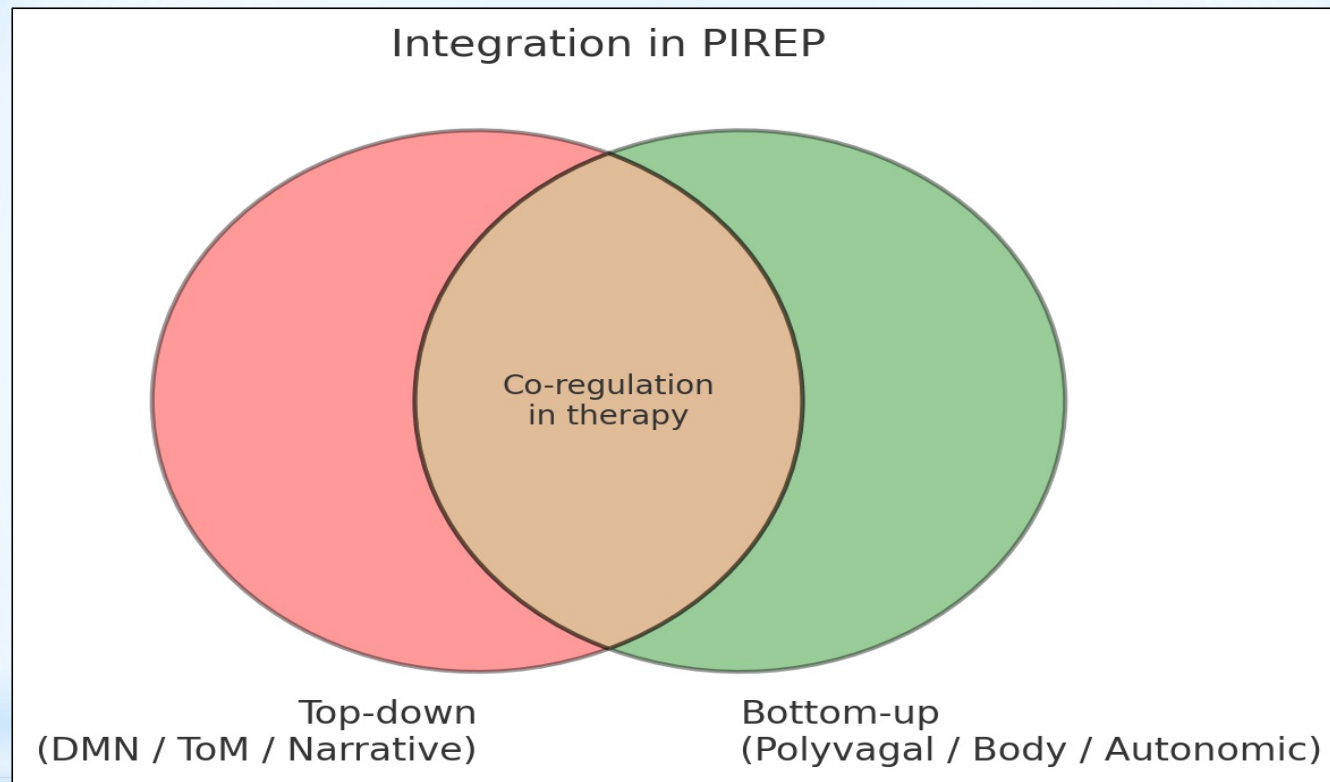 Integration in PIREP
Co-regulation
in therapy
Top-down
(DMN / ToM / Narrative)
Bottom-up
(Polyvagal / Body / Autonomic)